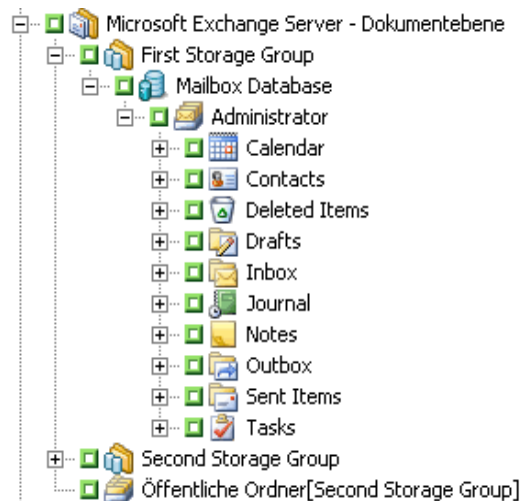 Microsoft Exchange Server - Dokumentebene
First Storage Group
Mailbox Database
Administrator
Calendar
Contacts
Deleted Items
Drafts
Inbox
Journal
Notes
Outbox
Sent Items
Tasks
Second Storage Group
Öffentliche Ordner[Second Storage Group]